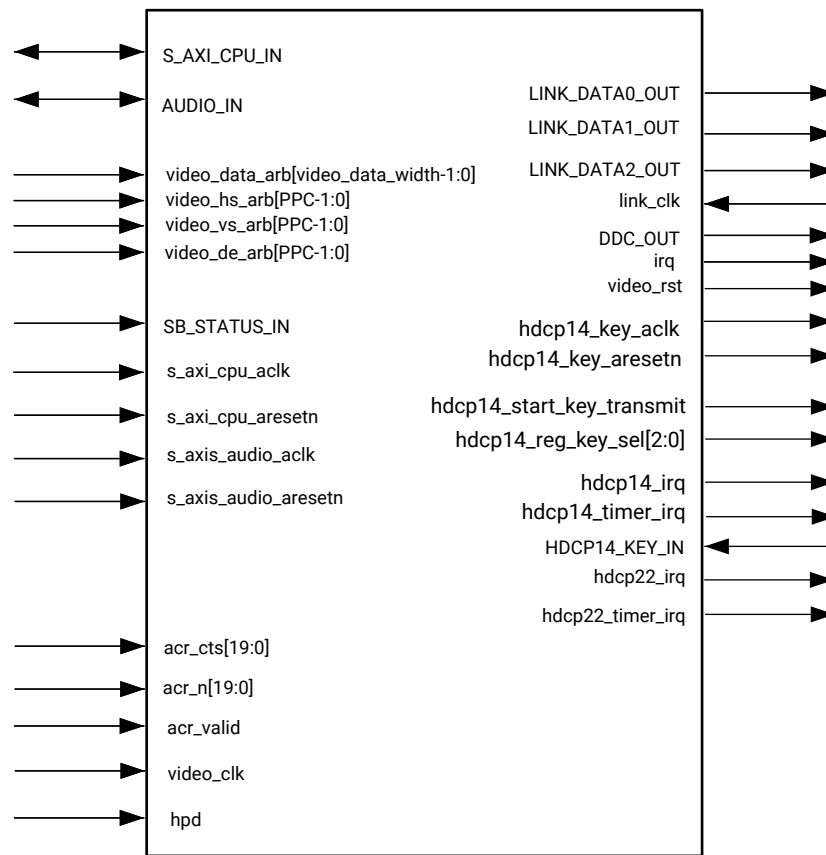 S_AXI_CPU_IN
AUDIO_IN
video_data_arb[video_data_width-1:0]
video_hs_arb[PPC-1:0]
video_vs_arb[PPC-1:0]
video_de_arb[PPC-1:0]
SB_STATUS_IN
s_axi_cpu_aclk
s_axi_cpu_aresetn
s_axis_audio_aclk
s_axis_audio_aresetn
acr_cts[19:0]
acr_n[19:0]
acr_valid
video_clk
hpd
LINK_DATA0_OUT
LINK_DATA1_OUT
LINK_DATA2_OUT
link_clk
DDC_OUT
irq
video_rst
hdcp14_key_aclk
hdcp14_key_aresetn
hdcp14_start_key_transmit
hdcp14_reg_key_sel[2:0]
hdcp14_irq
hdcp14_timer_irq
HDCP14_KEY_IN
hdcp22_irq
hdcp22_timer_irq